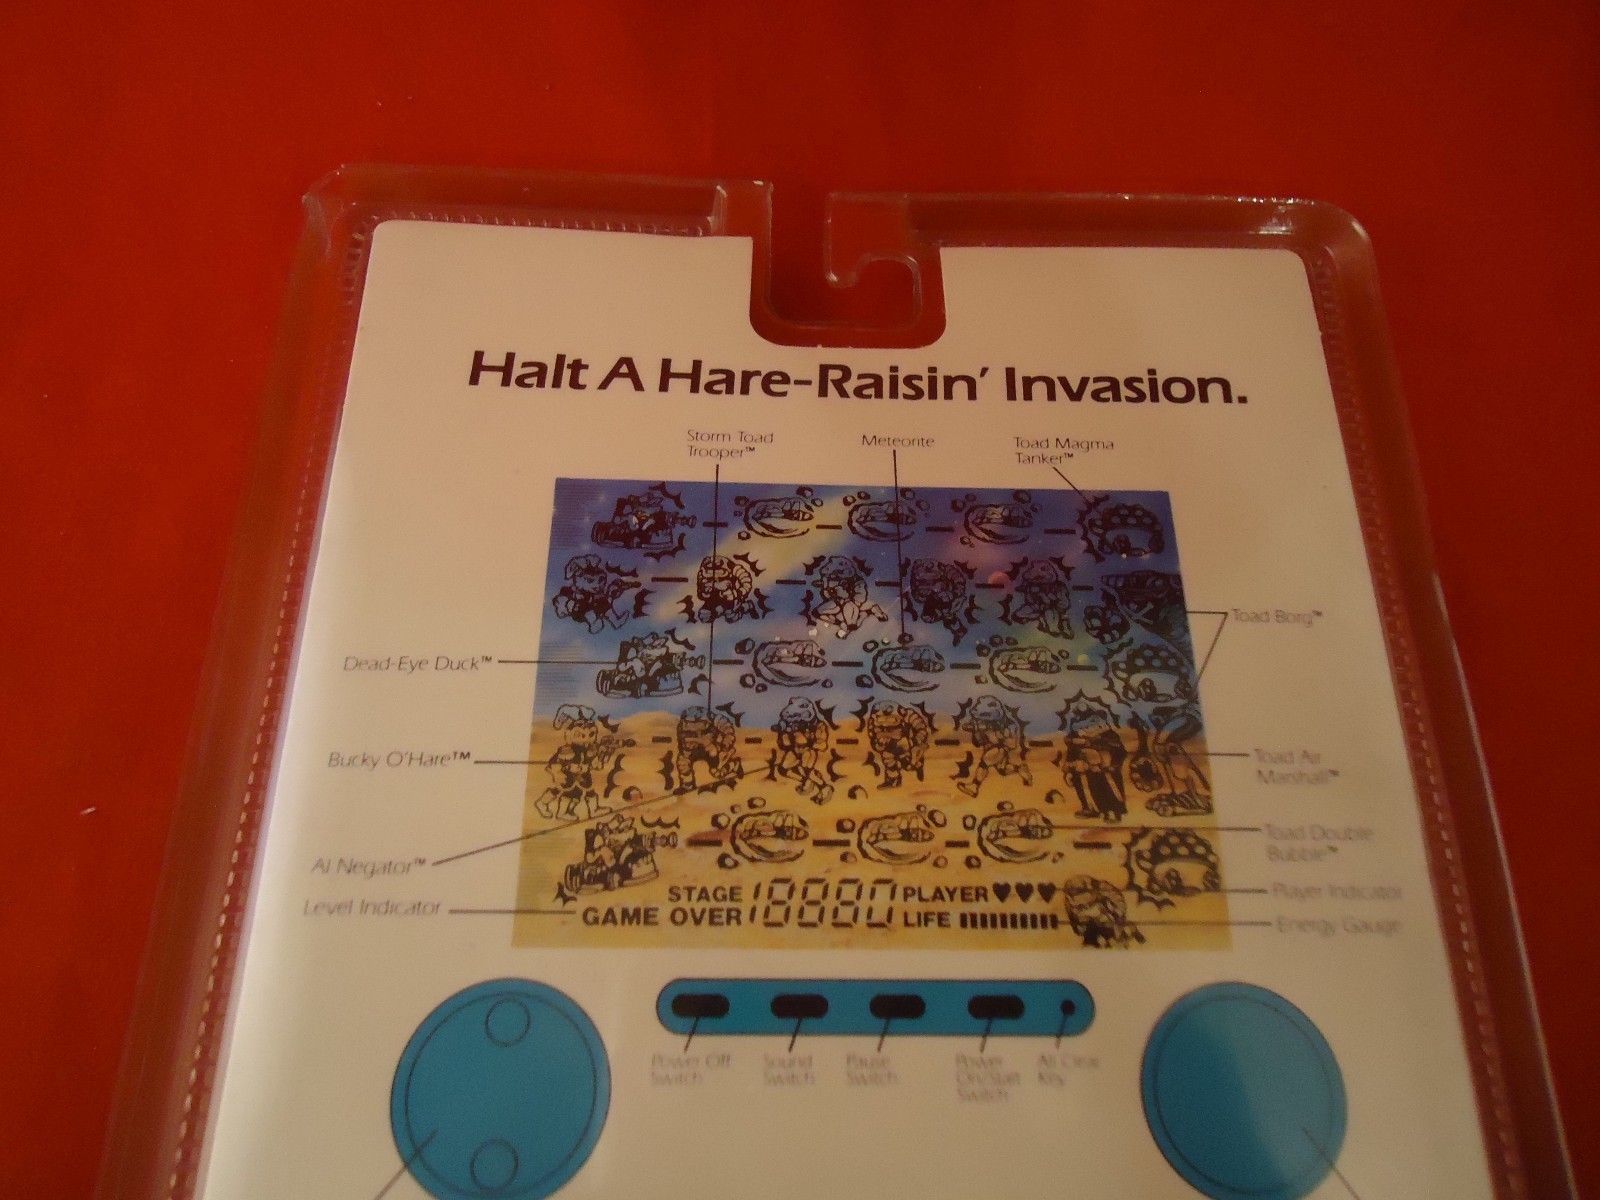 Halt A Hare-Raisin' Invasion.
Storm Toad
Trooper™
Meteorite
Toad Magma
Tanker™
Toad Borg™
Dead-Eye Duck™
Bucky O'Hare™
Toad Air
Marshall™
Al Negator™
Toad Double
Bubble™
Level Indicator
STAGE 18880 PLAYER
Player Indicator
GAME OVER 18880 LIFE
Energy Gauge
Power Off
Switch
Sound
Switch
Pause
Switch
Power
On/Start
Switch
All Clear
Key